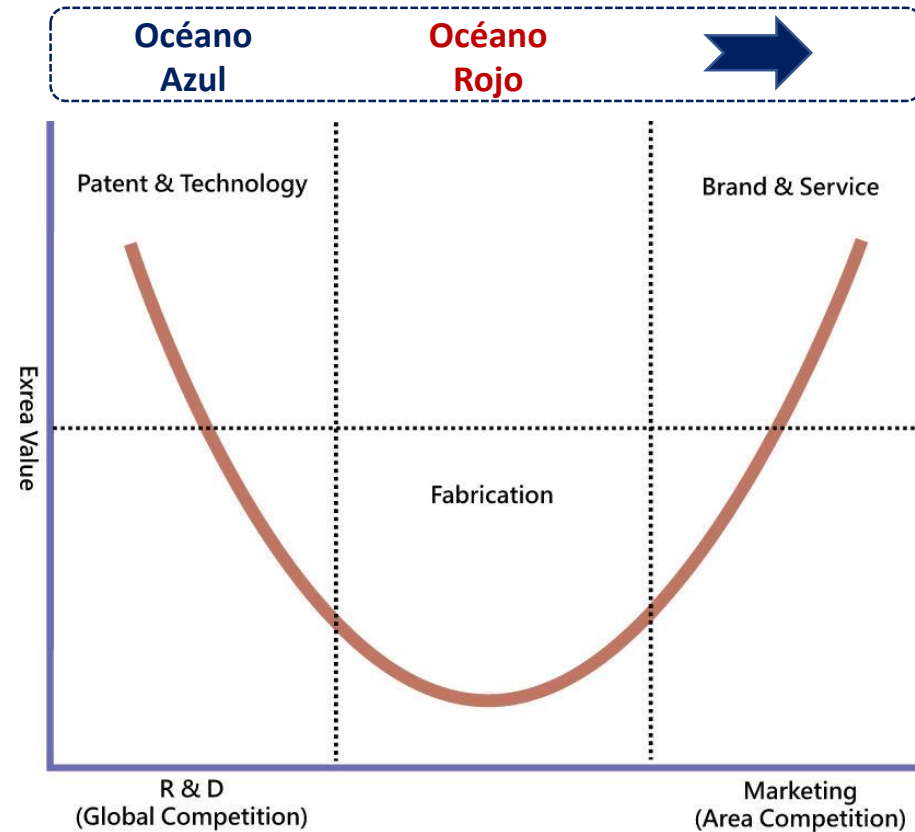 Océano
Azul
Océano
Rojo
Patent & Technology
Brand & Service
Exrea Value
Fabrication
R & D
(Global Competition)
Marketing
(Area Competition)